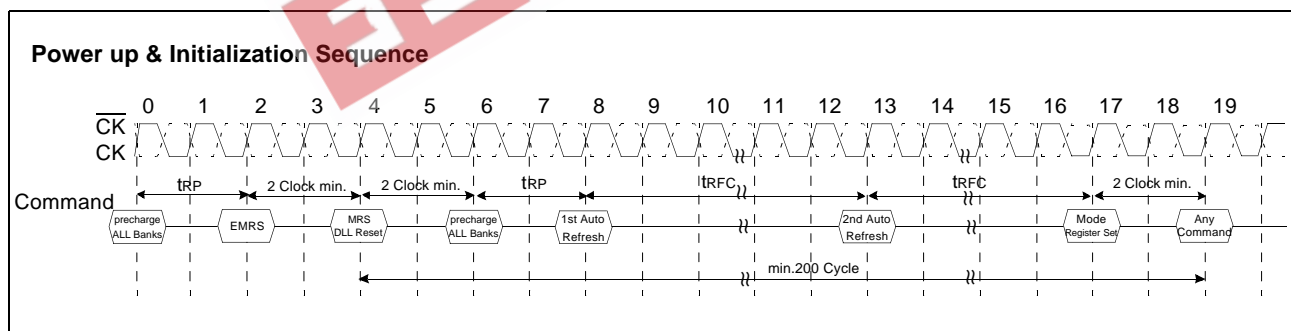 Power up & Initialization Sequence
0 1 2 3 4 5 6 7 8 9 10 11 12 13 14 15 16 17 18 19
CK
CK
tRP 2 Clock min. 2 Clock min. tRP tRFC tRFC 2 Clock min.
Command
precharge
ALL Banks
EMRS
MRS
DLL Reset
precharge
ALL Banks
1st Auto
Refresh
2nd Auto
Refresh
Mode
Register Set
Any
Command
min.200 Cycle